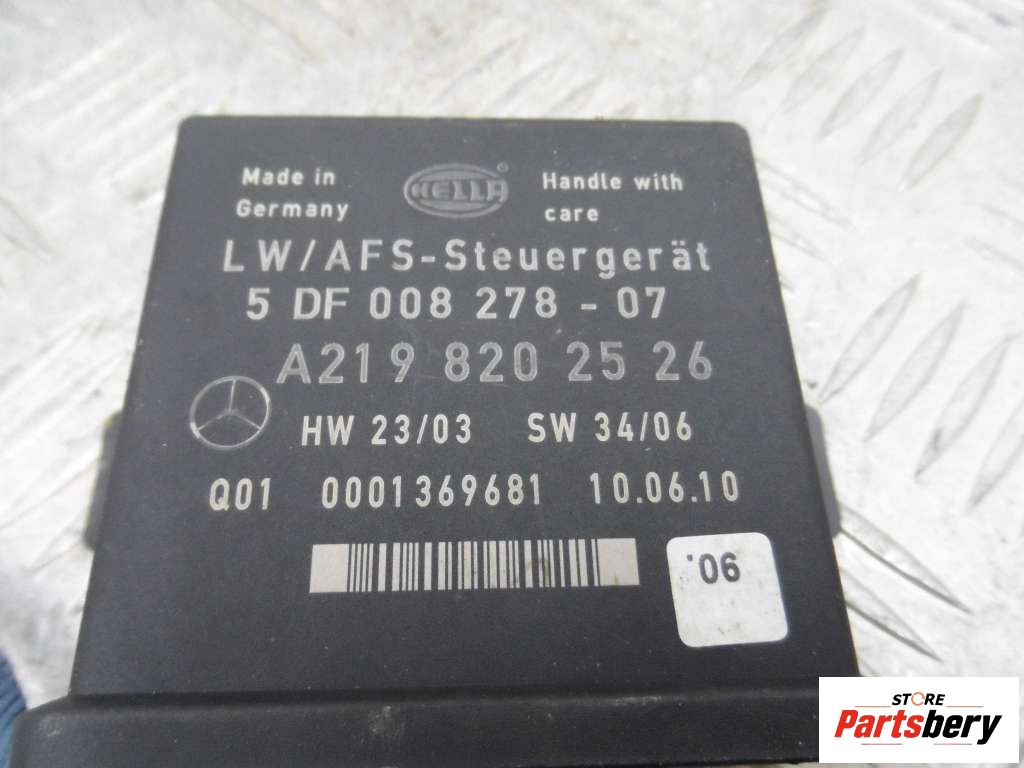 Made in
Germany
HELLA ®
Handle with
care
LW/AFS-Steuergerät
5 DF 008 278 - 07
A219 820 25 26
HW 23/03 SW 34/06
Q01 0001369681 10.06.10
'06.
STORE
Partsbery